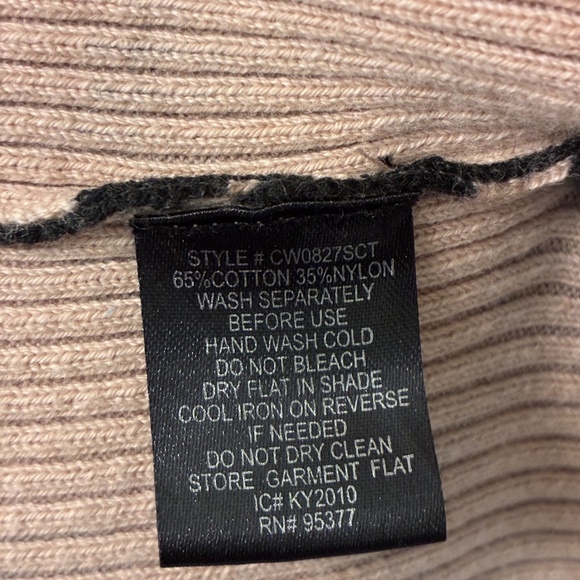 STYLE # CW0827SCT
65%COTTON 35%NYLON
WASH SEPARATELY
BEFORE USE
HAND WASH COLD
DO NOT BLEACH
DRY FLAT IN SHADE
COOL IRON ON REVERSE
IF NEEDED
DO NOT DRY CLEAN
STORE GARMENT FLAT
IC# KY2010
RN# 95377